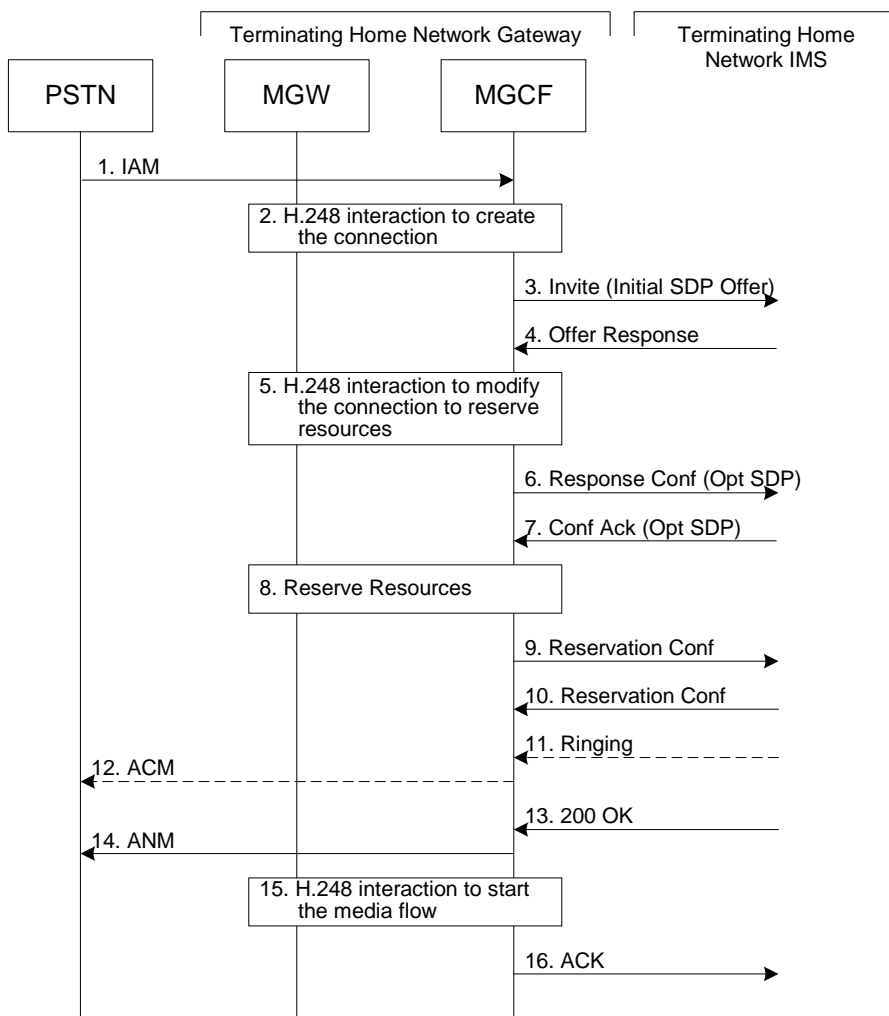 Terminating Home Network Gateway
Terminating Home
Network IMS
PSTN
MGW
MGCF
1. IAM
2. H.248 interaction to create
the connection
3. Invite (Initial SDP Offer)
4. Offer Response
5. H.248 interaction to modify
the connection to reserve
resources
6. Response Conf (Opt SDP)
7. Conf Ack (Opt SDP)
8. Reserve Resources
9. Reservation Conf
10. Reservation Conf
11. Ringing
12. ACM
13. 200 OK
14. ANM
15. H.248 interaction to start
the media flow
16. ACK